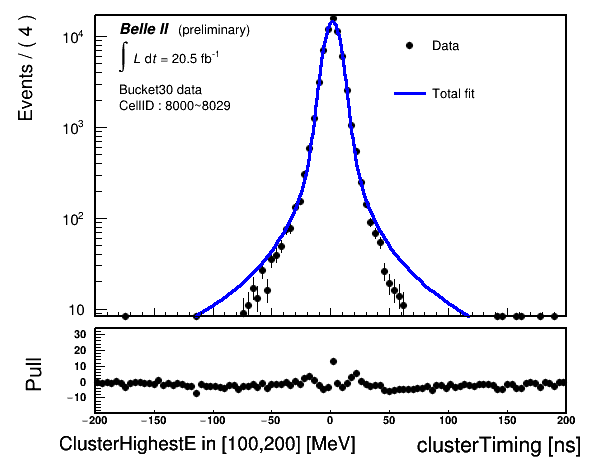 Belle II (preliminary)
∫ L dt = 20.5 fb⁻¹
Bucket30 data
CellID : 8000~8029
Data
Total fit
Events / ( 4 )
10⁴
10³
10²
10
Pull
30
20
10
0
−10
−200 −150 −100 −50 0 50 100 150 200
ClusterHighestE in [100,200] [MeV] clusterTiming [ns]